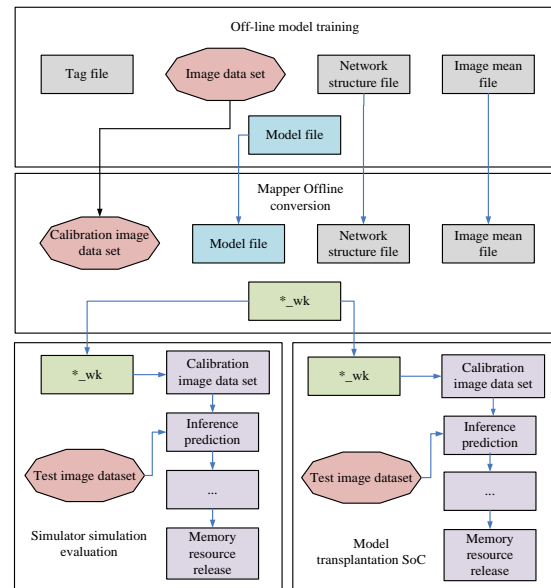 Off-line model training
Tag file
Image data set
Network
structure file
Image mean
file
Model file
Mapper Offline
conversion
Calibration image
data set
Model file
Network
structure file
Image mean
file
*_wk
*_wk
Calibration
image data set
Inference
prediction
Test image dataset
...
Simulator simulation
evaluation
Memory
resource
release
*_wk
Calibration
image data set
Inference
prediction
Test image dataset
...
Model
transplantation SoC
Memory
resource
release